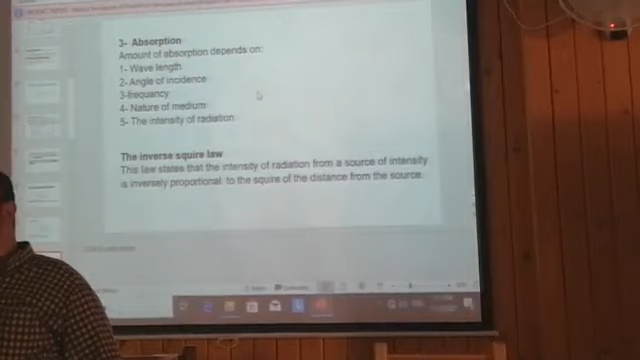 3- Absorption
Amount of absorption depends on:
1- Wave length
2- Angle of incidence
3-frequency
4- Nature of medium
5- The intensity of radiation
The inverse squire law
This law states that the intensity of radiation from a source of intensity
is inversely proportional to the squire of the distance from the source.